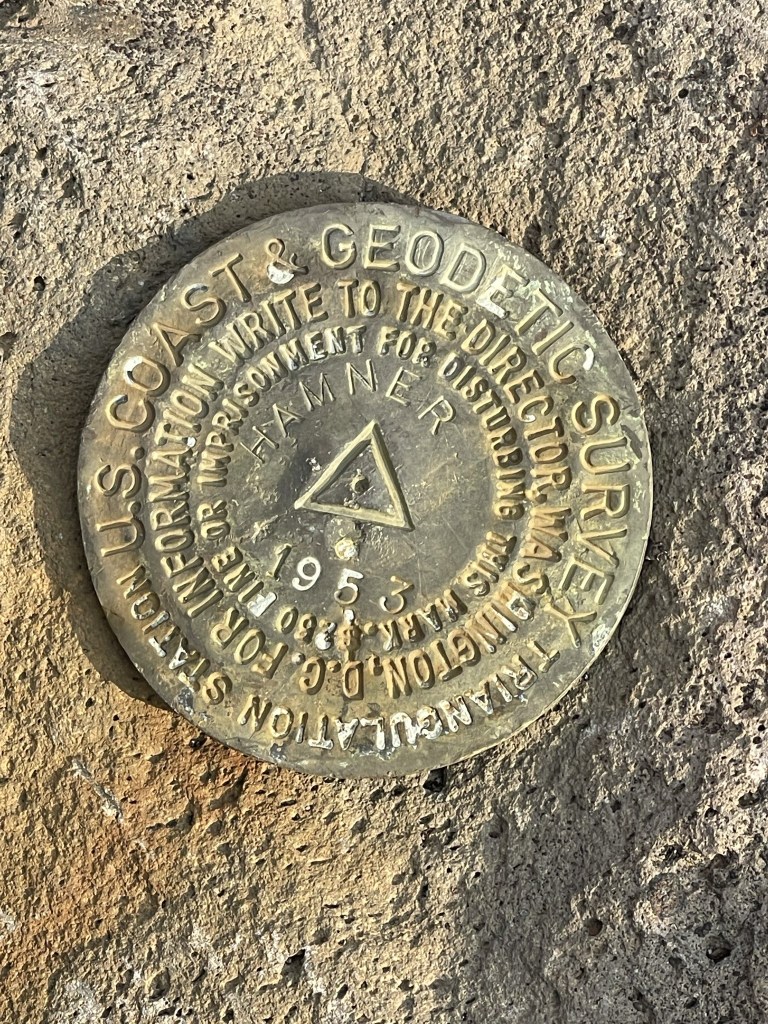 U.S. COAST & GEODETIC SURVEY
TRIANGULATION STATION
FOR INFORMATION WRITE TO THE DIRECTOR, WASHINGTON, D.C.
$250 FINE OR IMPRISONMENT FOR DISTURBING THIS MARK.
HAMNER
1953